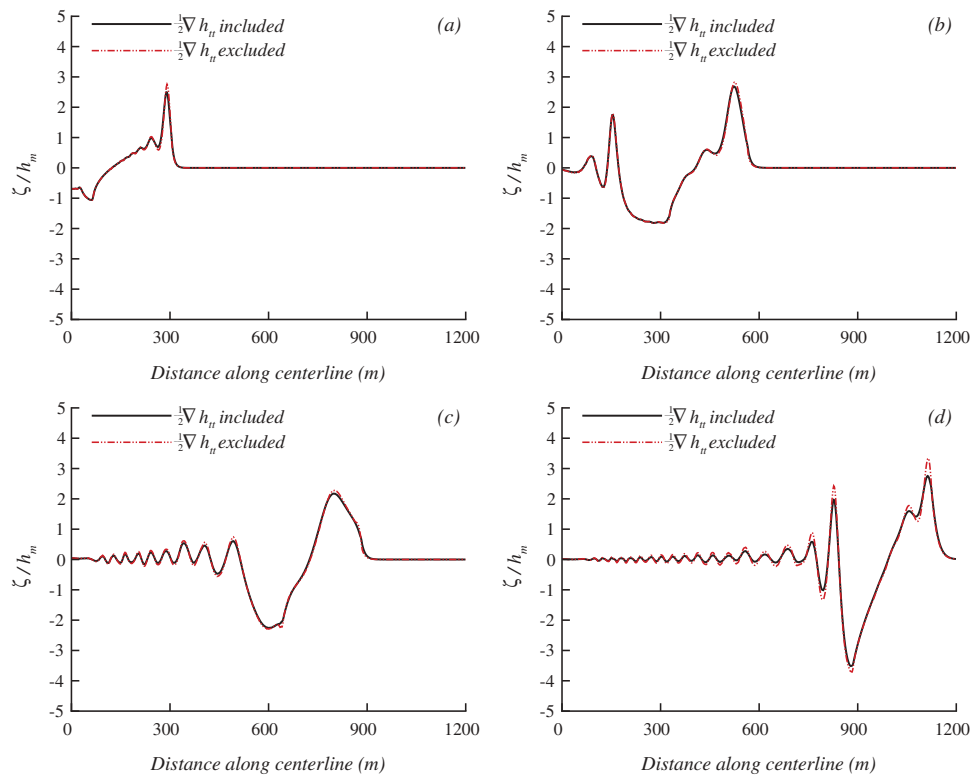 (a)
½∇ h_tt included
½∇ h_tt excluded
5
4
3
2
1
0
-1
-2
-3
-4
-5
ζ / h_m
0 300 600 900 1200
Distance along centerline (m)
(b)
½∇ h_tt included
½∇ h_tt excluded
5
4
3
2
1
0
-1
-2
-3
-4
-5
ζ / h_m
0 300 600 900 1200
Distance along centerline (m)
(c)
½∇ h_tt included
½∇ h_tt excluded
5
4
3
2
1
0
-1
-2
-3
-4
-5
ζ / h_m
0 300 600 900 1200
Distance along centerline (m)
(d)
½∇ h_tt included
½∇ h_tt excluded
5
4
3
2
1
0
-1
-2
-3
-4
-5
ζ / h_m
0 300 600 900 1200
Distance along centerline (m)